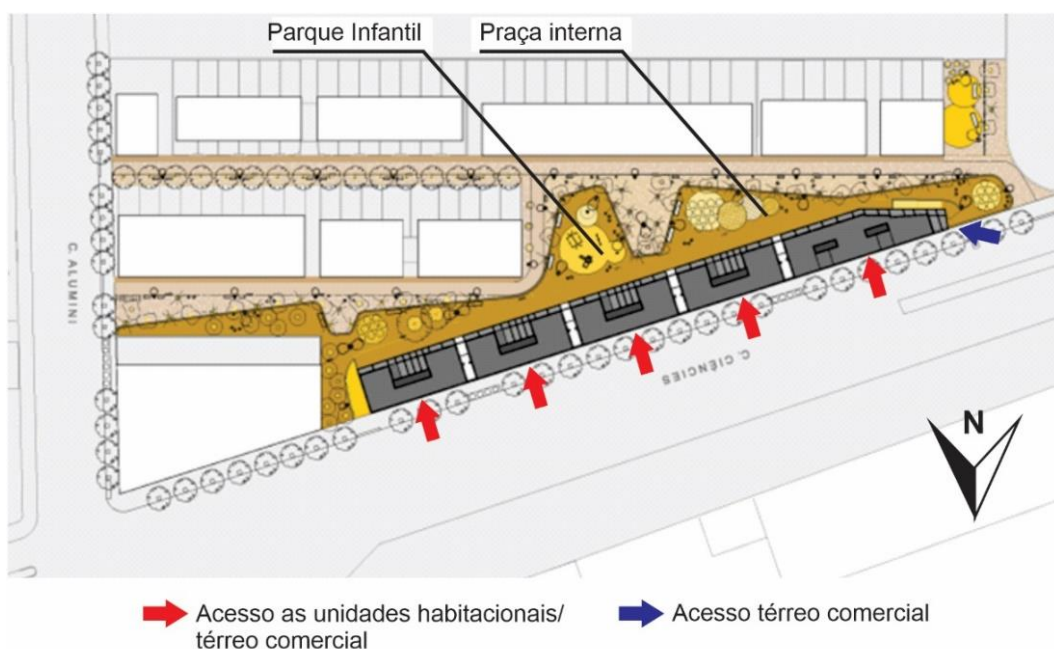 Parque Infantil
Praça interna
C. ALUMINI
C. CIÈNCIES
N
Acesso as unidades habitacionais/
térreo comercial
Acesso térreo comercial